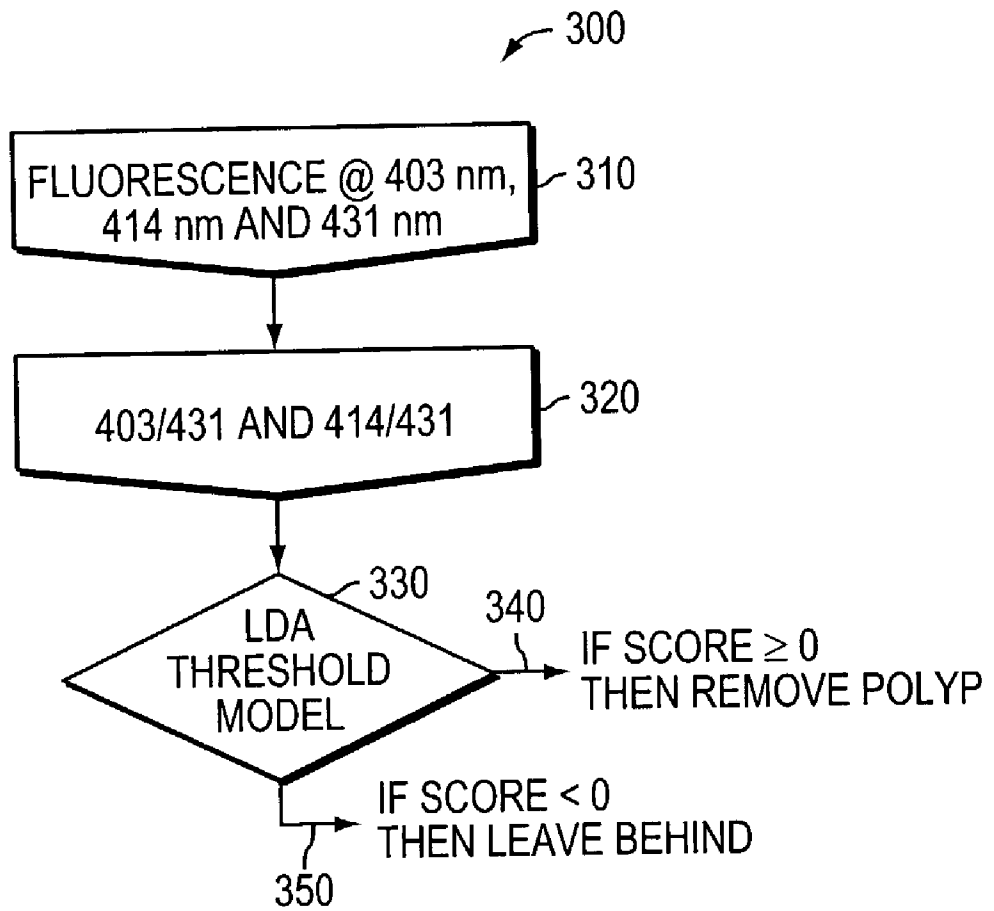 300
FLUORESCENCE @ 403 nm,
414 nm AND 431 nm
310
403/431 AND 414/431
320
330
LDA
THRESHOLD
MODEL
340
IF SCORE ≥ 0
THEN REMOVE POLYP
IF SCORE < 0
THEN LEAVE BEHIND
350